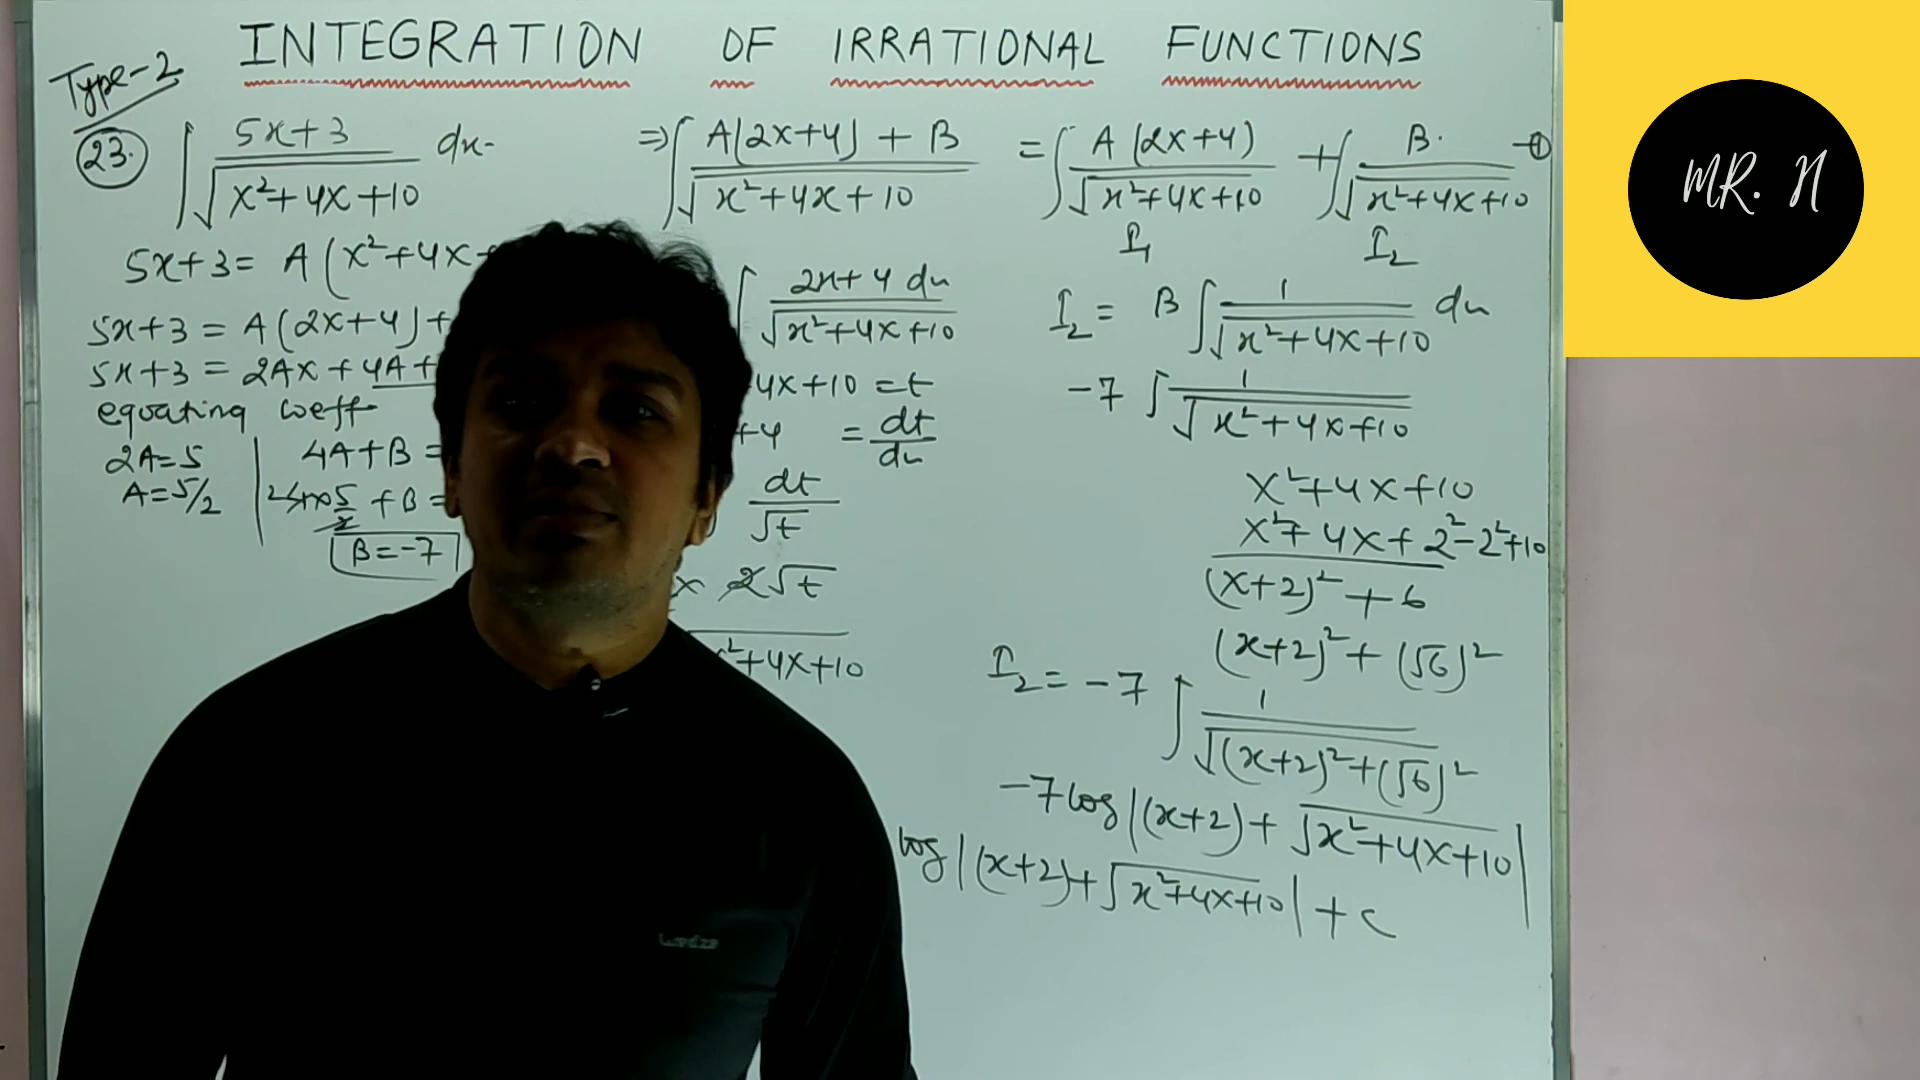 INTEGRATION OF IRRATIONAL FUNCTIONS
Type-2
23. ∫ 5x+3 / √x²+4x+10 dx
⇒ ∫ A(2x+4) + B / √x²+4x+10 = ∫ A(2x+4) / √x²+4x+10 + ∫ B / √x²+4x+10 -①
I₁ I₂
5x+3 = A(x²+4x+
5x+3 = A(2x+4)+
5x+3 = 2Ax+4A+
equating coeff
2A=5
A=5/2
4A+B=
+B=
B=-7
∫ 2x+4 dx / √x²+4x+10
4x+10=t
+4 = dt/dx
dt/√t
x 2√t
x²+4x+10
I₂ = B ∫ 1 / √x²+4x+10 dx
-7 ∫ 1 / √x²+4x+10
x²+4x+10
x²+4x+2²-2²+10
(x+2)²+6
(x+2)²+(√6)²
I₂ = -7 ∫ 1 / √(x+2)²+(√6)²
-7log|(x+2)+√x²+4x+10|
log|(x+2)+√x²+4x+10|+c
MR. N
wedze